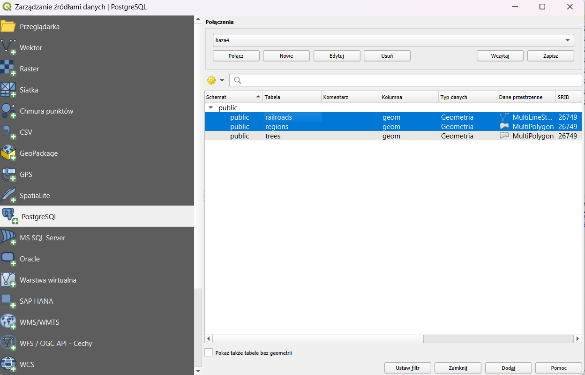 Zarządzanie źródłami danych | PostgreSQL
Przeglądarka
Wektor
Raster
Siatka
Chmura punktów
CSV
GeoPackage
GPS
SpatiaLite
PostgreSQL
MS SQL Server
Oracle
Warstwa wirtualna
SAP HANA
WMS/WMTS
WFS / OGC API - Cechy
WCS
Połączenia
baza4
Połącz Nowe Edytuj Usuń Wczytaj Zapisz
Schemat Tabela Komentarz Kolumna Typ danych Dane przestrzenne SRID
public
public railroads geom Geometria MultiLineSt... 26749
public regions geom Geometria MultiPolygon 26749
public trees geom Geometria MultiPolygon 26749
Pokaż także tabele bez geometrii
Ustaw filtr Zamknij Dodaj Pomoc